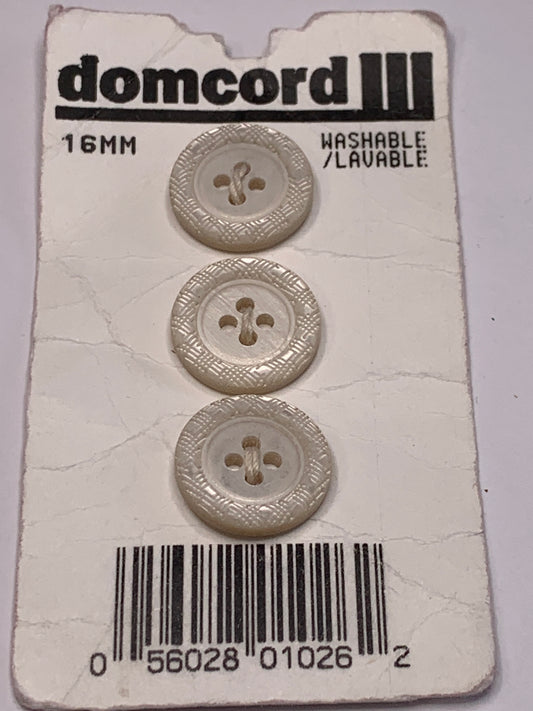 domcord
16MM WASHABLE
/LAVABLE
0 56028 01026 2